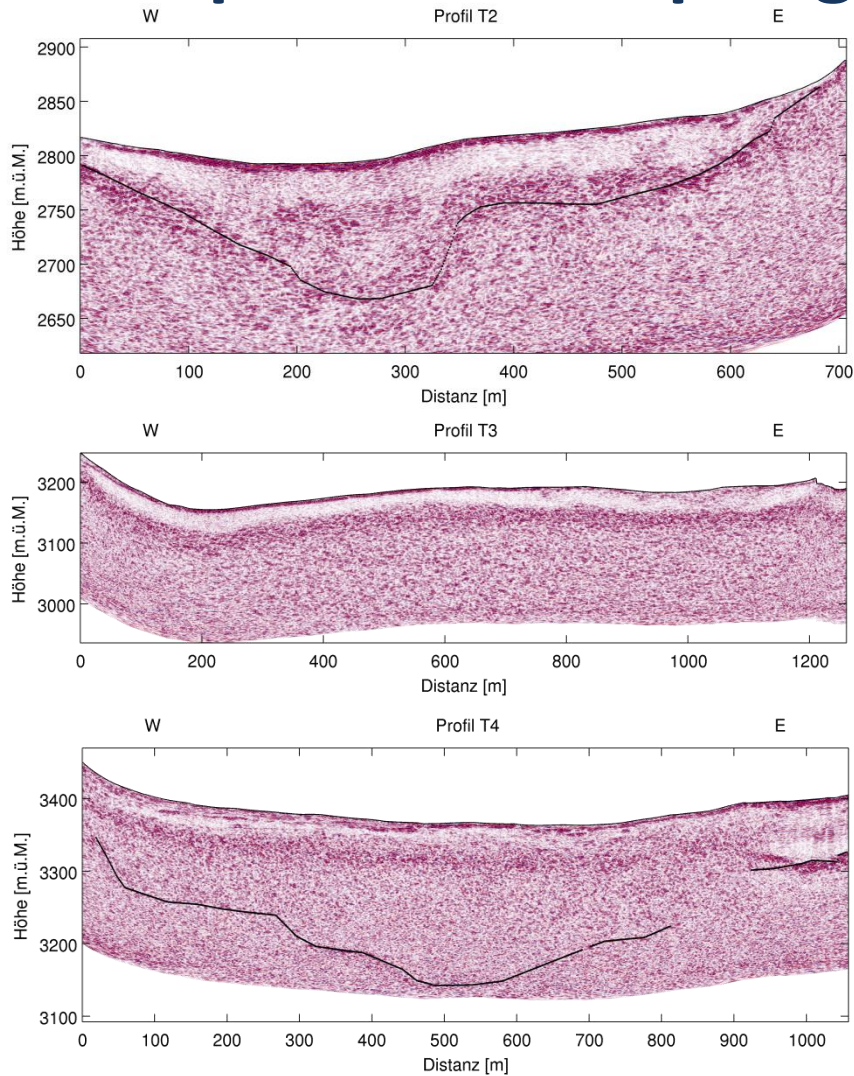 W Profil T2 E
2900
2850
2800
2750
2700
2650
Höhe [m.ü.M.]
0 100 200 300 400 500 600 700
Distanz [m]
W Profil T3 E
3200
3100
3000
Höhe [m.ü.M.]
0 200 400 600 800 1000 1200
Distanz [m]
W Profil T4 E
3400
3300
3200
3100
Höhe [m.ü.M.]
0 100 200 300 400 500 600 700 800 900 1000
Distanz [m]